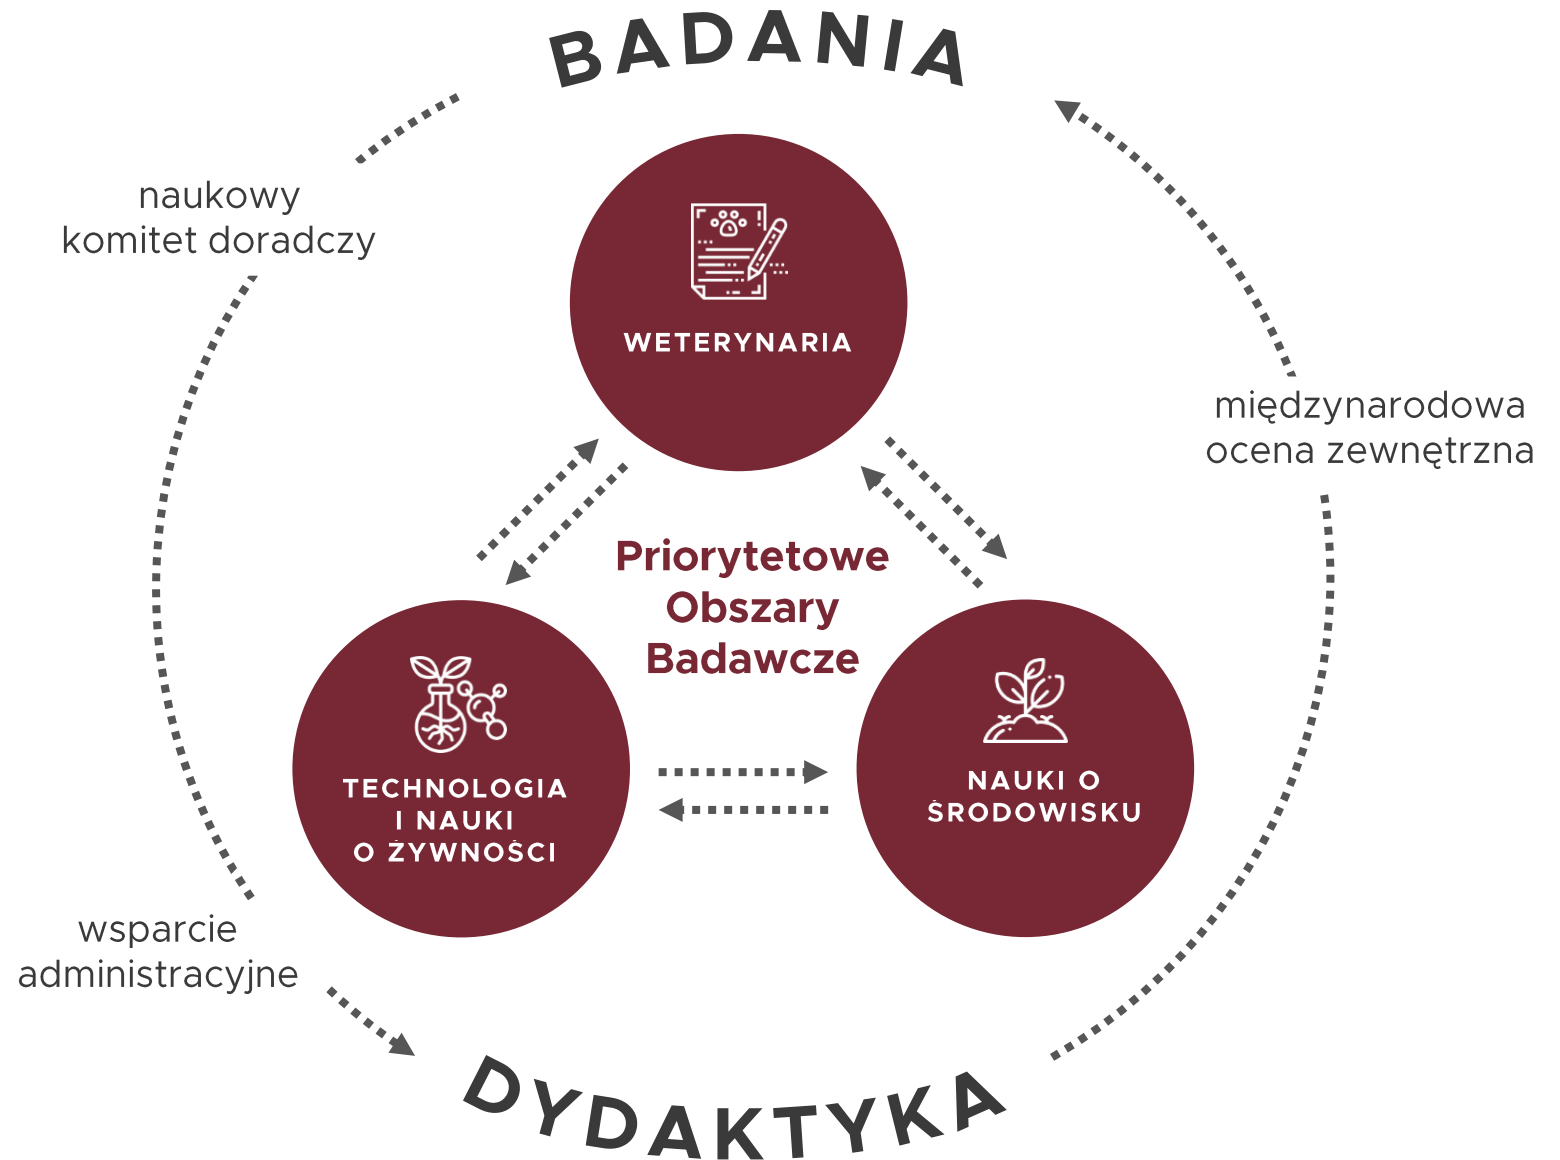 BADANIA
naukowy
komitet doradczy
WETERYNARIA
międzynarodowa
ocena zewnętrzna
Priorytetowe
Obszary
Badawcze
TECHNOLOGIA
I NAUKI
O ŻYWNOŚCI
NAUKI O
ŚRODOWISKU
wsparcie
administracyjne
DYDAKTYKA